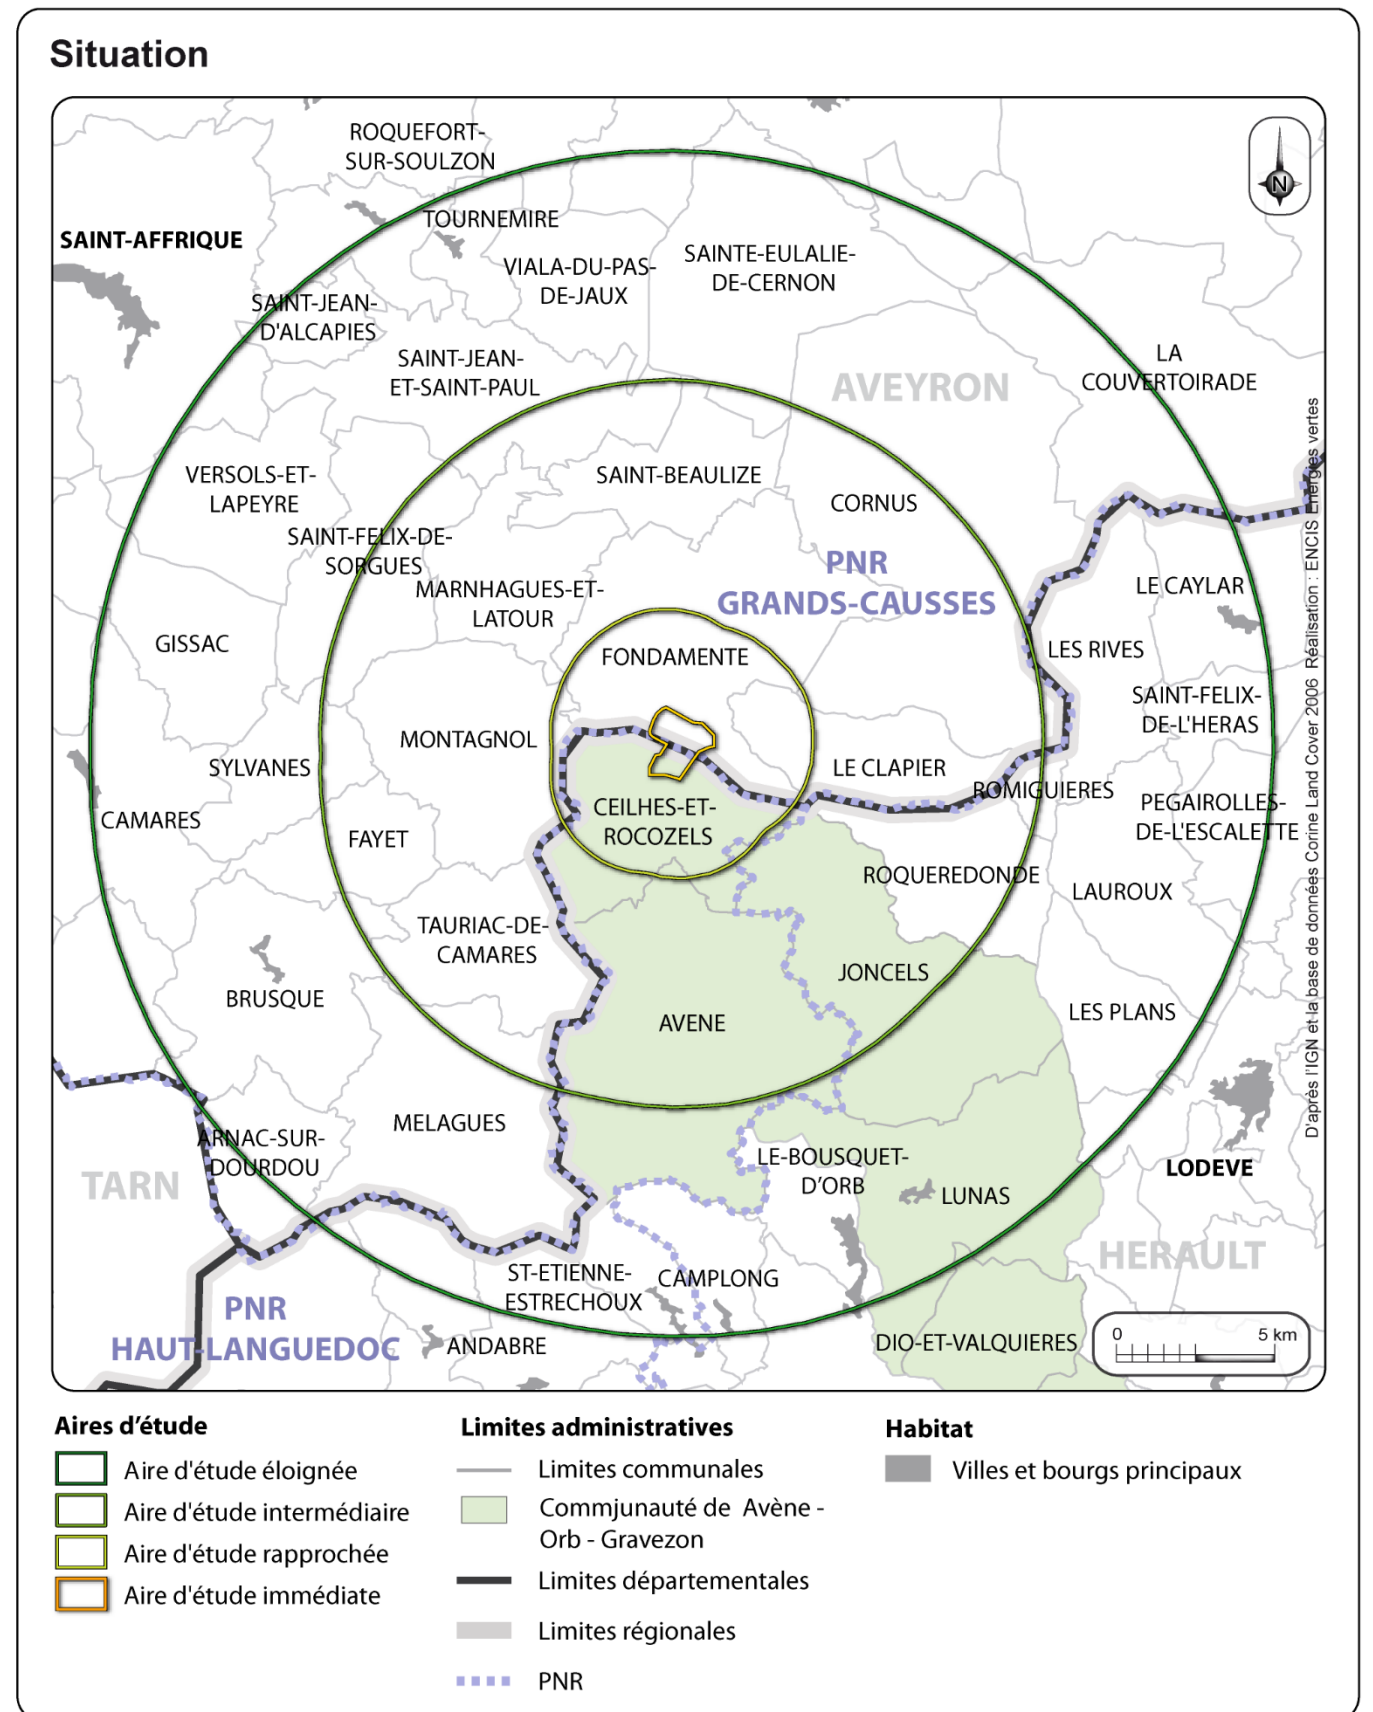 Situation
ROQUEFORT-
SUR-SOULZON
N
TOURNEMIRE
SAINT-AFFRIQUE
SAINTE-EULALIE-
DE-CERNON
VIALA-DU-PAS-
DE-JAUX
SAINT-JEAN-
D'ALCAPIES
SAINT-JEAN-
ET-SAINT-PAUL
LA
COUVERTOIRADE
AVEYRON
VERSOLS-ET-
LAPEYRE
SAINT-BEAULIZE
CORNUS
SAINT-FELIX-DE-
SORGUES
PNR
GRANDS-CAUSSES
MARNHAGUES-ET-
LATOUR
LE CAYLAR
GISSAC
FONDAMENTE
LES RIVES
SAINT-FELIX-
DE-L'HERAS
MONTAGNOL
SYLVANES
LE CLAPIER
ROMIGUIERES
CAMARES
CEILHES-ET-
ROCOZELS
PEGAIROLLES-
DE-L'ESCALETTE
FAYET
ROQUEREDONDE
LAUROUX
TAURIAC-DE-
CAMARES
JONCELS
BRUSQUE
AVENE
LES PLANS
MELAGUES
ARNAC-SUR-
DOURDOU
LE-BOUSQUET-
D'ORB
LODEVE
TARN
LUNAS
HERAULT
ST-ETIENNE-
ESTRECHOUX
CAMPLONG
PNR
HAUT-LANGUEDOC
ANDABRE
DIO-ET-VALQUIERES
0 5 km
D'après l'IGN et la base de données Corine Land Cover 2006 Réalisation : ENCIS Energies vertes
Aires d'étude
Aire d'étude éloignée
Aire d'étude intermédiaire
Aire d'étude rapprochée
Aire d'étude immédiate
Limites administratives
Limites communales
Commjunauté de Avène -
Orb - Gravezon
Limites départementales
Limites régionales
PNR
Habitat
Villes et bourgs principaux